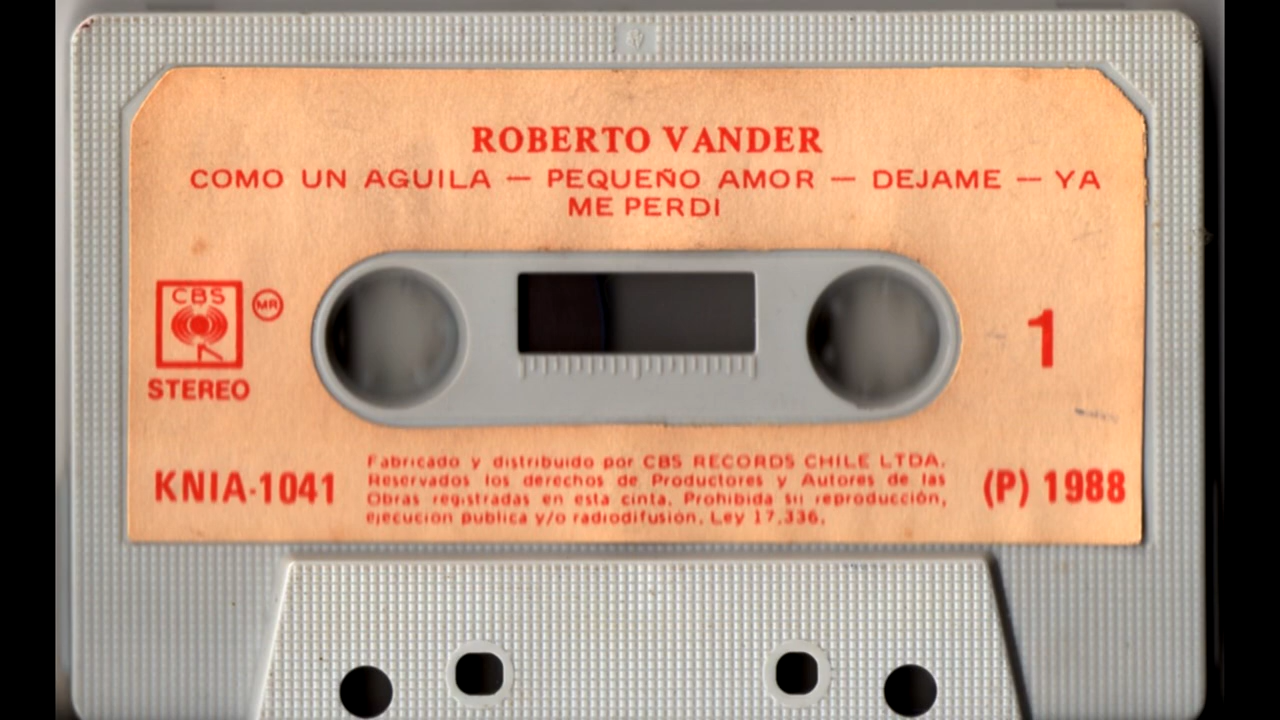 ROBERTO VANDER
COMO UN AGUILA — PEQUEÑO AMOR — DEJAME — YA
ME PERDI
CBS
MR
STEREO
1
KNIA-1041
Fabricado y distribuido por CBS RECORDS CHILE LTDA.
Reservados los derechos de Productores y Autores de las
Obras registradas en esta cinta. Prohibida su reproducción,
ejecución publica y/o radiodifusión. Ley 17.336.
(P) 1988